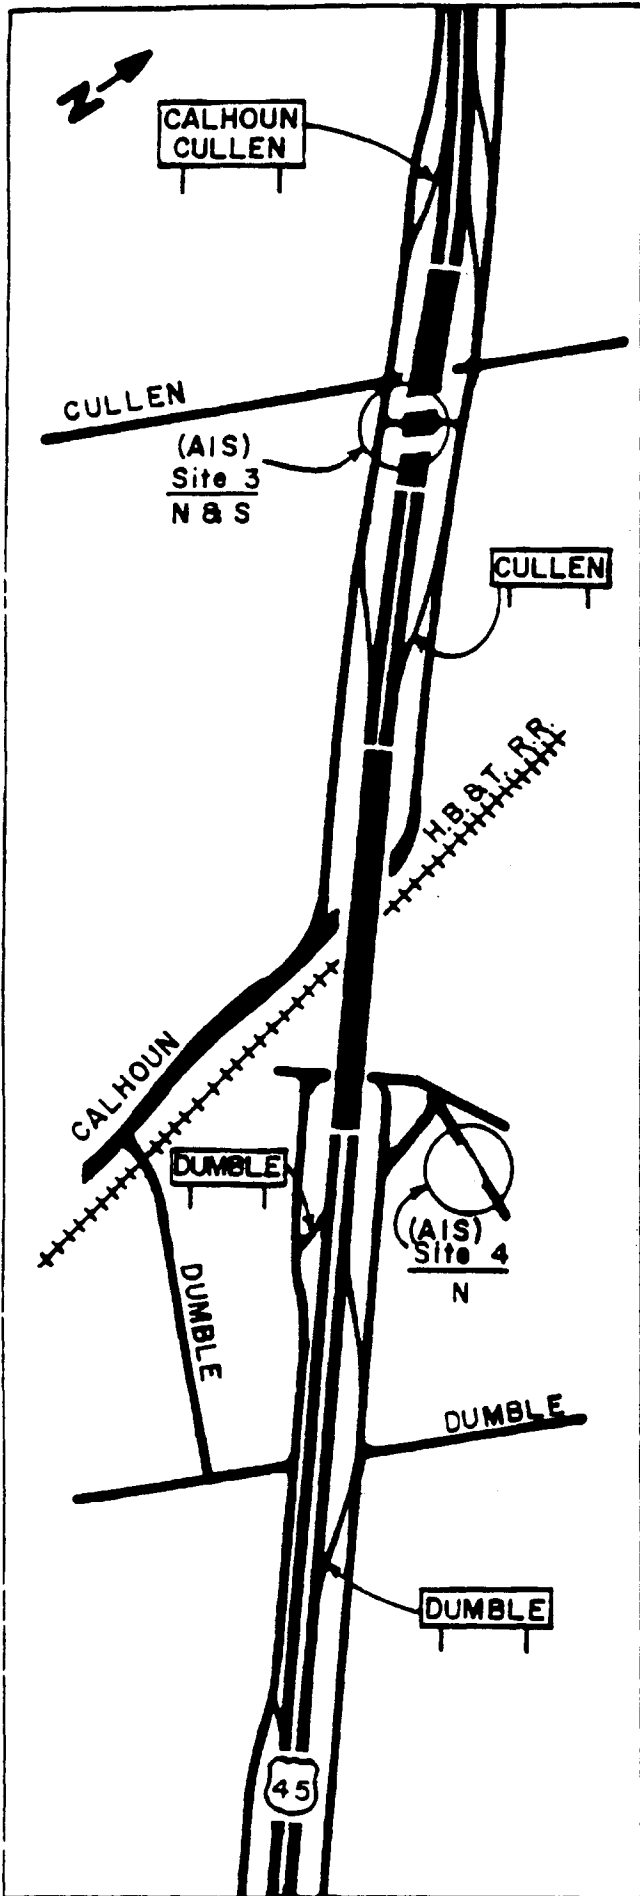 N
CALHOUN
CULLEN
CULLEN
(AIS)
Site 3
N & S
CULLEN
H.B. & T. R.R.
CALHOUN
DUMBLE
(AIS)
Site 4
N
DUMBLE
DUMBLE
DUMBLE
45